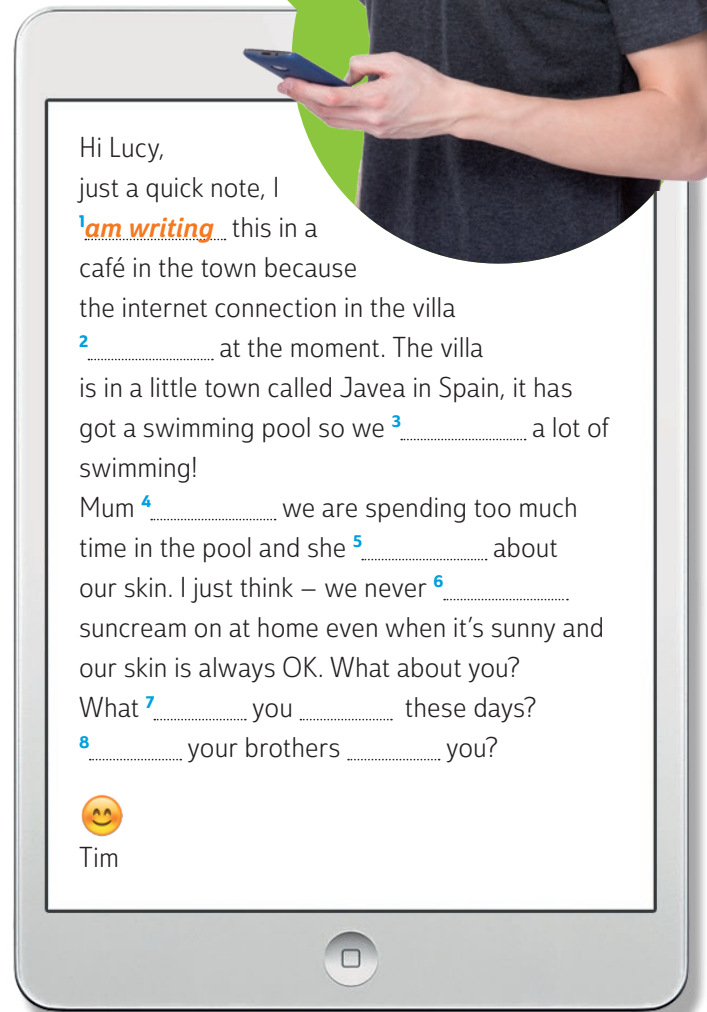 Hi Lucy,
just a quick note, I
1am writing this in a
café in the town because
the internet connection in the villa
2.................... at the moment. The villa
is in a little town called Javea in Spain, it has
got a swimming pool so we 3.................... a lot of
swimming!
Mum 4.................... we are spending too much
time in the pool and she 5.................... about
our skin. I just think – we never 6....................
suncream on at home even when it's sunny and
our skin is always OK. What about you?
What 7............... you ............... these days?
8............... your brothers ............... you?
😊
Tim